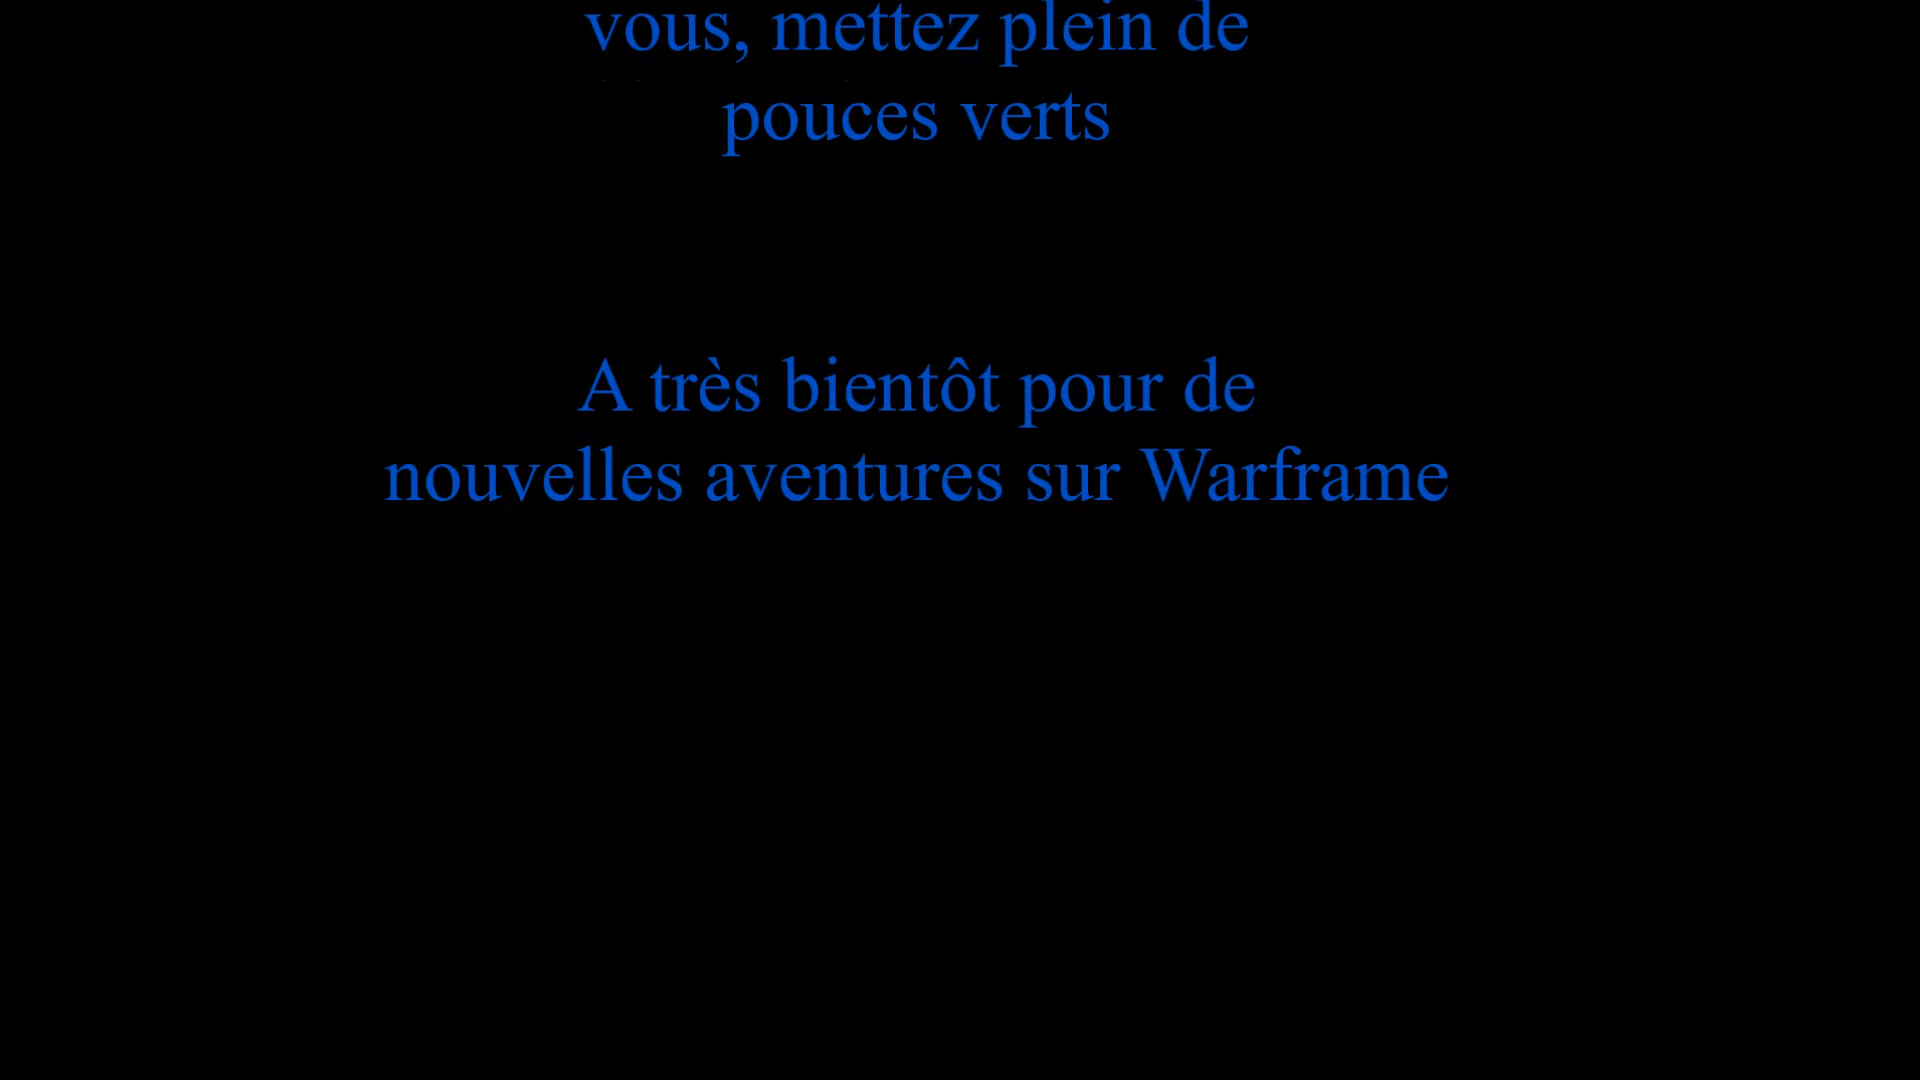 vous, mettez plein de
pouces verts
A très bientôt pour de
nouvelles aventures sur Warframe